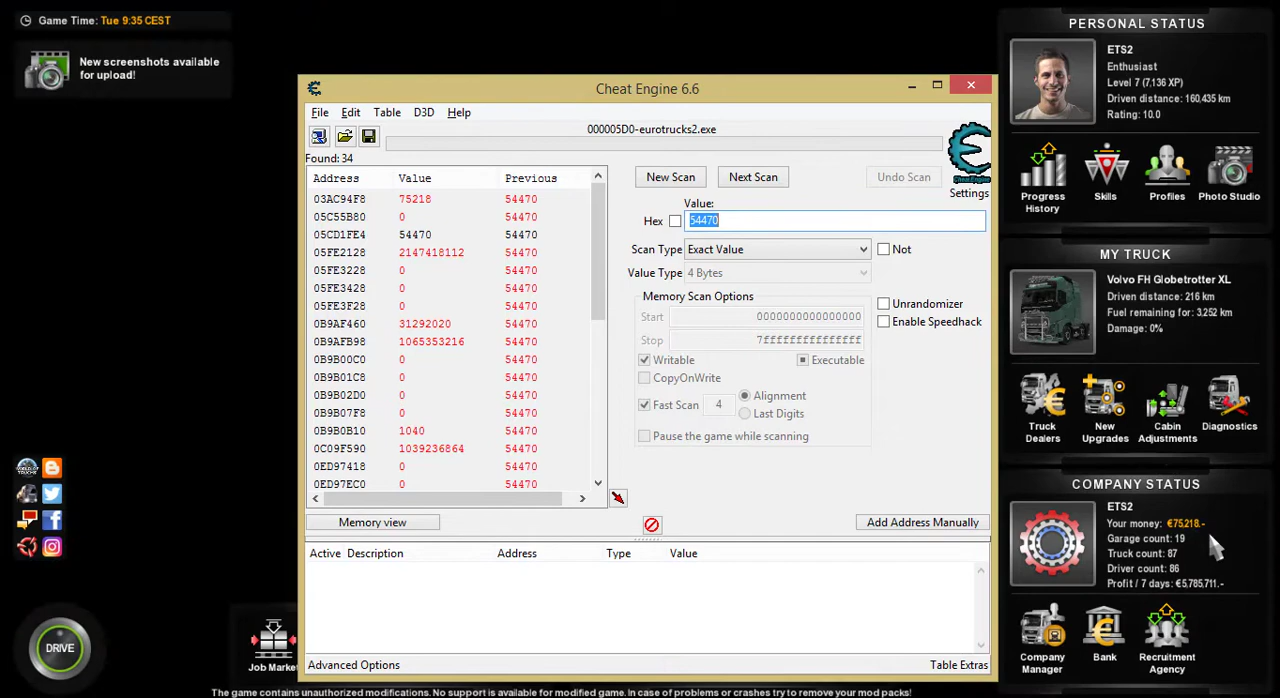 Game Time: Tue 9:35 CEST
New screenshots available
for upload!
Cheat Engine 6.6
File Edit Table D3D Help
000005D0-eurotrucks2.exe
Found: 34
Address Value Previous
03AC94F8 75218 54470
05C55B80 0 54470
05CD1FE4 54470 54470
05FE2128 2147418112 54470
05FE3228 0 54470
05FE3428 0 54470
05FE3F28 0 54470
0B9AF460 31292020 54470
0B9AFB98 1065353216 54470
0B9B00C0 0 54470
0B9B01C8 0 54470
0B9B02D0 0 54470
0B9B07F8 0 54470
0B9B0B10 1040 54470
0C09F590 1039236864 54470
0ED97418 0 54470
0ED97EC0 0 54470
New Scan Next Scan Undo Scan
Cheat Engine
Settings
Value:
Hex 54470
Scan Type Exact Value Not
Value Type 4 Bytes
Memory Scan Options
Start 0000000000000000
Stop 7fffffffffffffff
Writable Executable
CopyOnWrite
Fast Scan 4 Alignment
Last Digits
Pause the game while scanning
Unrandomizer
Enable Speedhack
Memory view Add Address Manually
Active Description Address Type Value
Advanced Options Table Extras
PERSONAL STATUS
ETS2
Enthusiast
Level 7 (7,136 XP)
Driven distance: 160,435 km
Rating: 10.0
Progress
History
Skills
Profiles
Photo Studio
MY TRUCK
Volvo FH Globetrotter XL
Driven distance: 216 km
Fuel remaining for: 3,252 km
Damage: 0%
Truck
Dealers
New
Upgrades
Cabin
Adjustments
Diagnostics
COMPANY STATUS
ETS2
Your money: €75,218.-
Garage count: 19
Truck count: 87
Driver count: 86
Profit / 7 days: €5,785,711.-
Company
Manager
Bank
Recruitment
Agency
DRIVE
Job Market
The game contains unauthorized modifications. No support is available for modified game. In case of problems or crashes try to remove your mod packs!